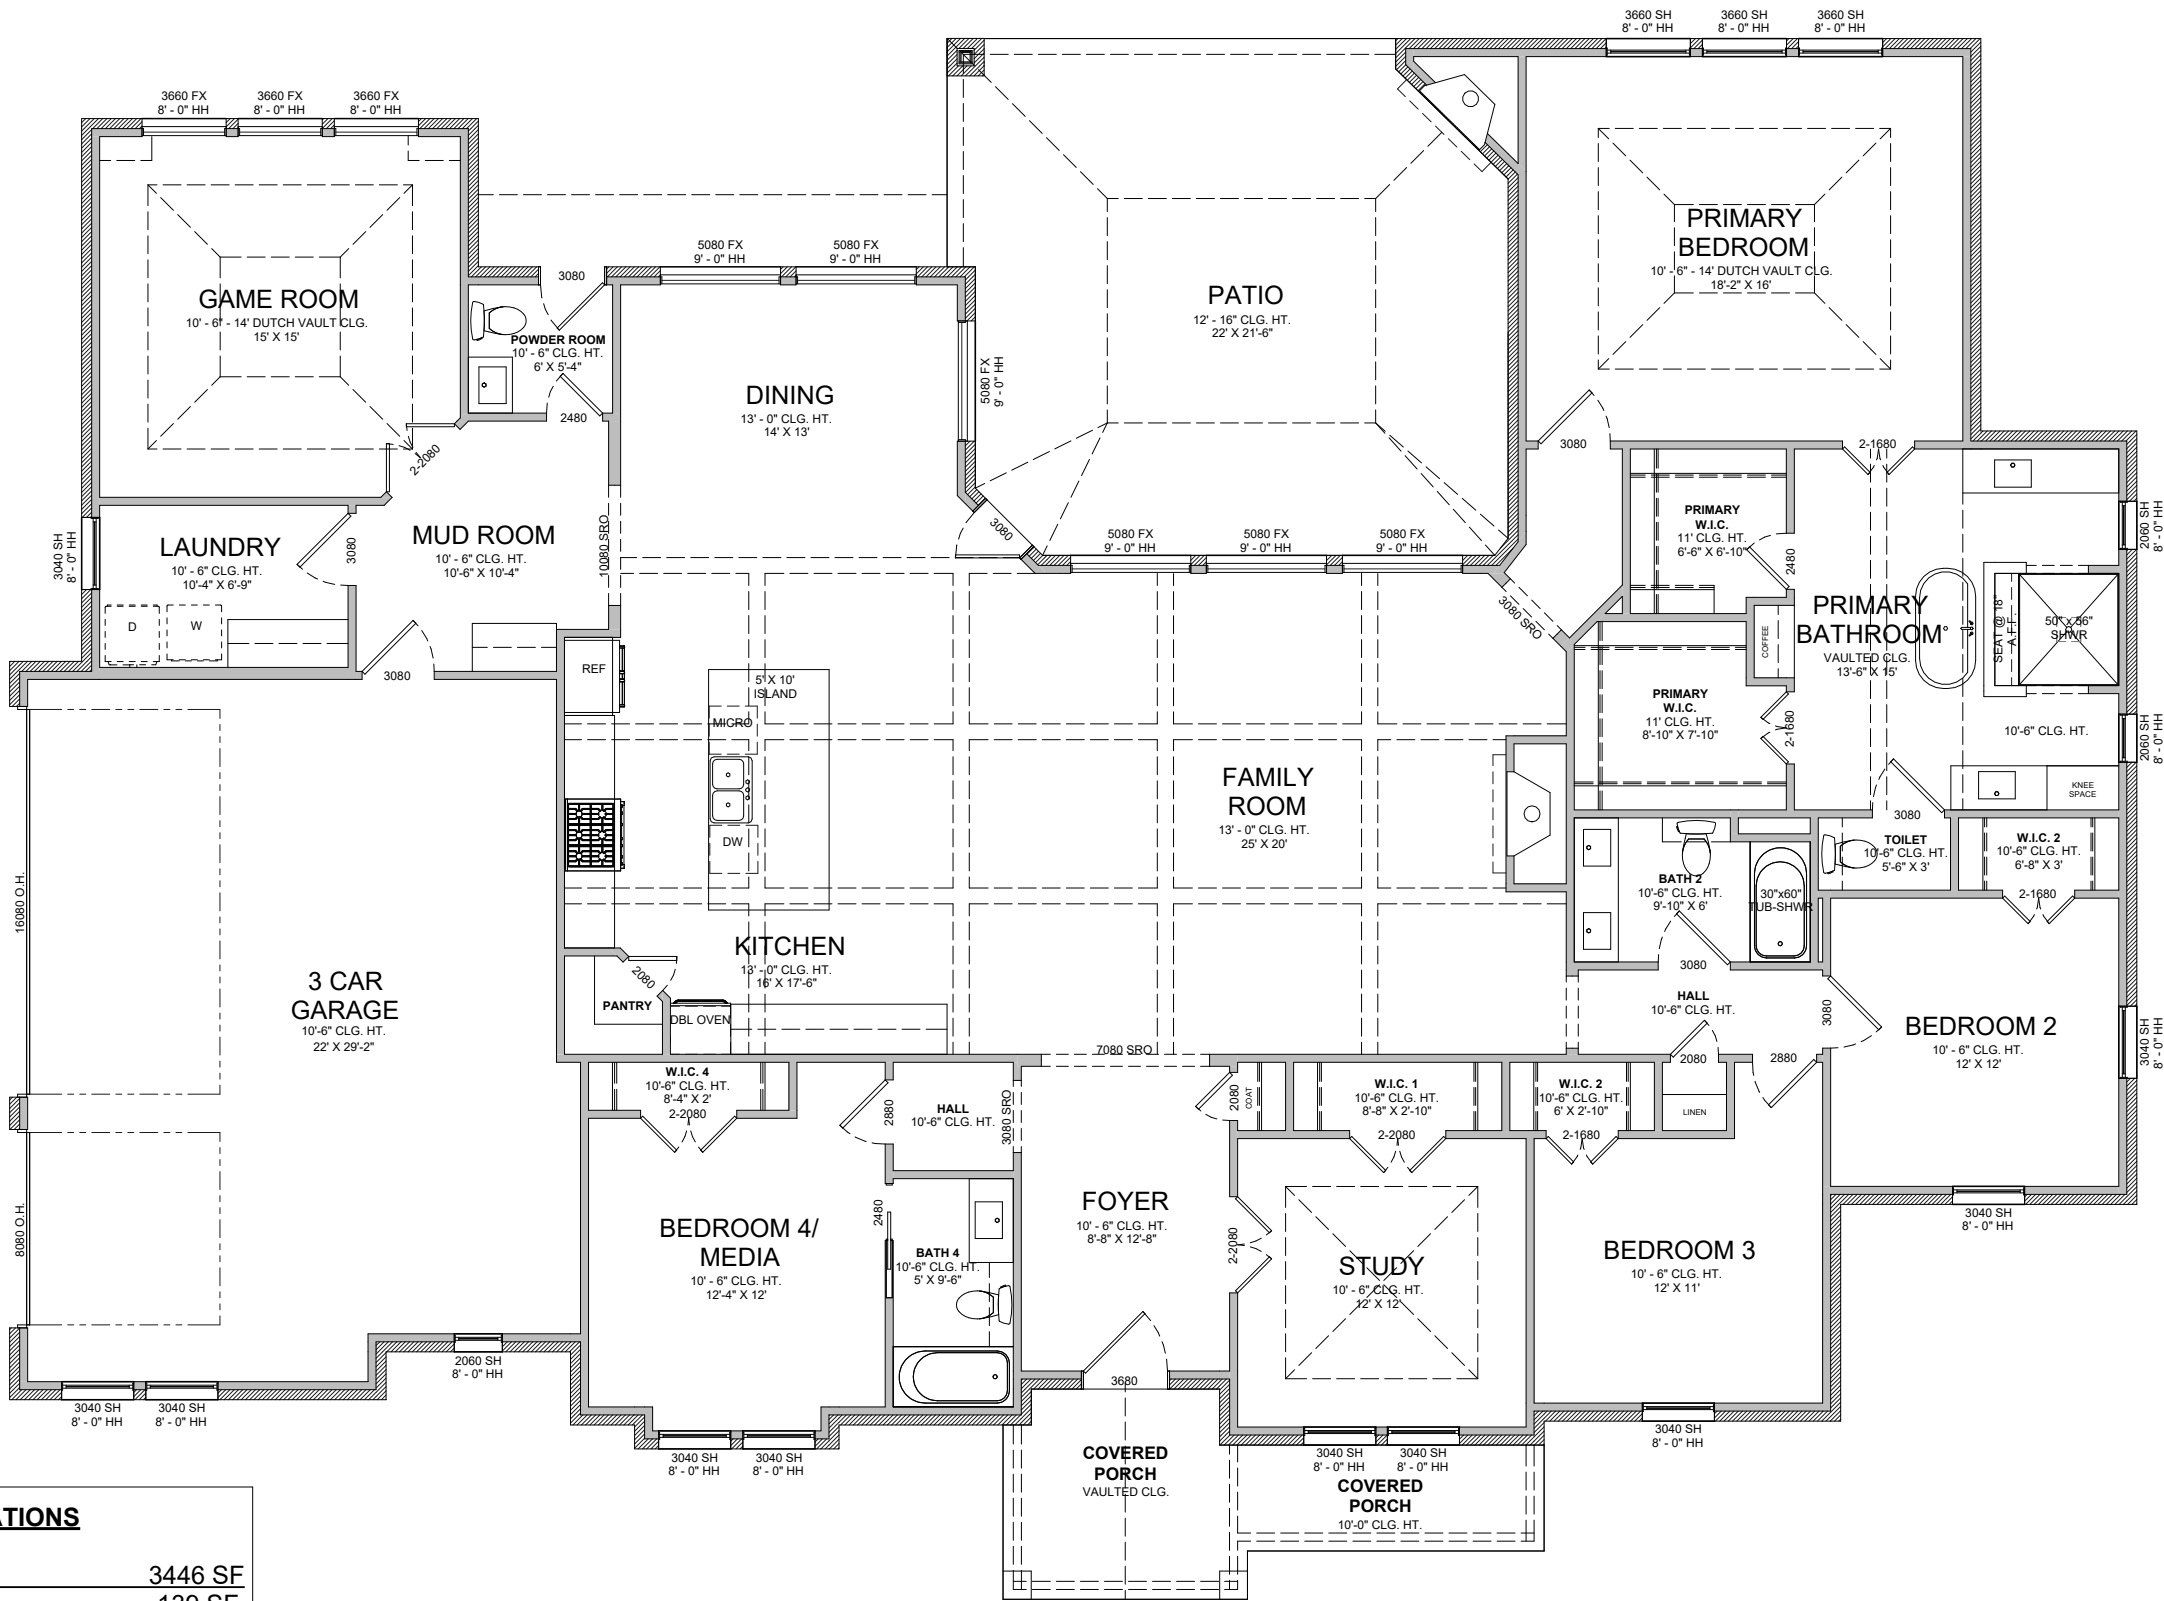 3660 SH
8' - 0" HH
3660 SH
8' - 0" HH
3660 SH
8' - 0" HH
3660 FX
8' - 0" HH
3660 FX
8' - 0" HH
3660 FX
8' - 0" HH
GAME ROOM
10' - 6" - 14' DUTCH VAULT CLG.
15' X 15'
2-2080
3080
POWDER ROOM
10' - 6" CLG. HT.
6' X 5'-4"
2480
5080 FX
9' - 0" HH
5080 FX
9' - 0" HH
DINING
13' - 0" CLG. HT.
14' X 13'
5080 FX
9' - 0" HH
PATIO
12' - 16" CLG. HT.
22' X 21'-6"
PRIMARY
BEDROOM
10' - 6" - 14' DUTCH VAULT CLG.
18'-2" X 16'
3080
2-1680
3040 SH
8' - 0" HH
LAUNDRY
10' - 6" CLG. HT.
10'-4" X 6'-9"
D
W
3080
MUD ROOM
10' - 6" CLG. HT.
10'-6" X 10'-4"
3080
10080 SRO
3080
5080 FX
9' - 0" HH
5080 FX
9' - 0" HH
5080 FX
9' - 0" HH
3080 SRO
PRIMARY
W.I.C.
11' CLG. HT.
6'-6" X 6'-10"
2480
COFFEE
PRIMARY
W.I.C.
11' CLG. HT.
8'-10" X 7'-10"
2-1680
PRIMARY
BATHROOM
VAULTED CLG.
13'-6" X 15'
SEAT @ 18"
A.F.F.
50" x 56"
SHWR
2060 SH
8' - 0" HH
2060 SH
8' - 0" HH
10'-6" CLG. HT.
KNEE
SPACE
3080
REF
5' X 10'
ISLAND
MICRO
DW
FAMILY
ROOM
13' - 0" CLG. HT.
25' X 20'
KITCHEN
13' - 0" CLG. HT.
16' X 17'-6"
2080
PANTRY
DBL OVEN
7080 SRO
BATH 2
10'-6" CLG. HT.
9'-10" X 6'
30"x60"
TUB-SHWR
3080
TOILET
10'-6" CLG. HT.
5'-6" X 3'
W.I.C. 2
10'-6" CLG. HT.
6'-8" X 3'
2-1680
HALL
10'-6" CLG. HT.
3080
2080
2880
BEDROOM 2
10' - 6" CLG. HT.
12' X 12'
3040 SH
8' - 0" HH
3040 SH
8' - 0" HH
16080 O.H.
8080 O.H.
3 CAR
GARAGE
10'-6" CLG. HT.
22' X 29'-2"
W.I.C. 4
10'-6" CLG. HT.
8'-4" X 2'
2-2080
2880
HALL
10'-6" CLG. HT.
3080 SRO
2080
COAT
W.I.C. 1
10'-6" CLG. HT.
8'-8" X 2'-10"
2-2080
W.I.C. 2
10'-6" CLG. HT.
6' X 2'-10"
2-1680
LINEN
BEDROOM 4/
MEDIA
10' - 6" CLG. HT.
12'-4" X 12'
2480
BATH 4
10'-6" CLG. HT.
5' X 9'-6"
FOYER
10' - 6" CLG. HT.
8'-8" X 12'-8"
2-2080
STUDY
10' - 6" CLG. HT.
12' X 12'
BEDROOM 3
10' - 6" CLG. HT.
12' X 11'
3680
2060 SH
8' - 0" HH
3040 SH
8' - 0" HH
3040 SH
8' - 0" HH
3040 SH
8' - 0" HH
3040 SH
8' - 0" HH
3040 SH
8' - 0" HH
3040 SH
8' - 0" HH
3040 SH
8' - 0" HH
COVERED
PORCH
VAULTED CLG.
COVERED
PORCH
10'-0" CLG. HT.
ATIONS
3446 SF
139 SF